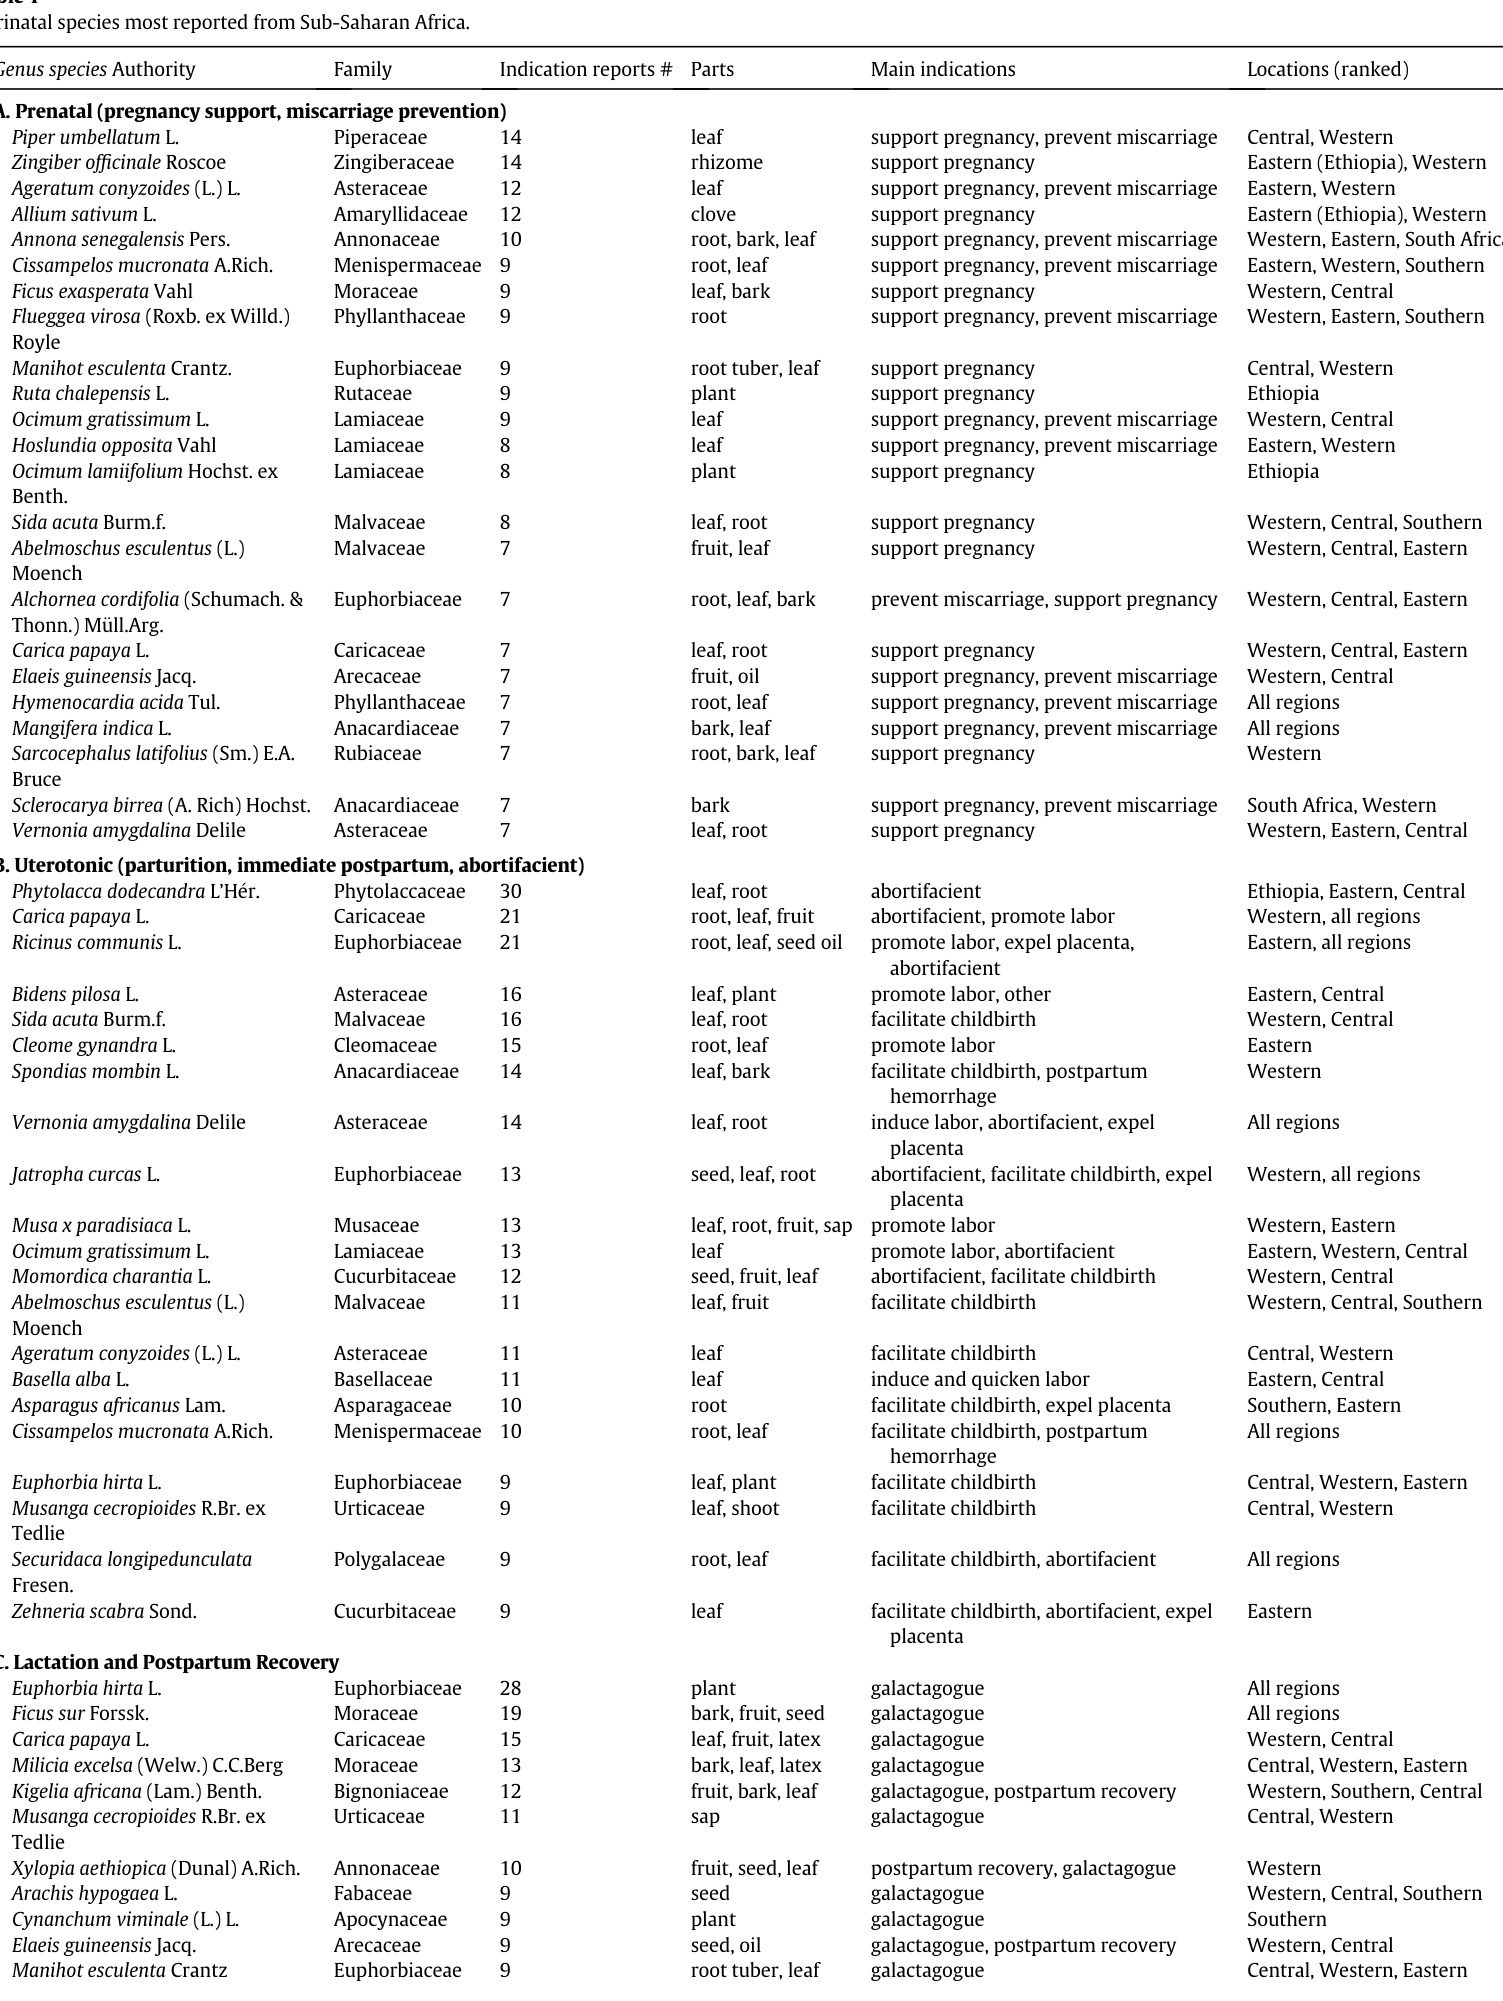 rinatal species most reported from Sub-Saharan Africa.
Genus species Authority Family Indication reports # Parts Main indications Locations (ranked)
A. Prenatal (pregnancy support, miscarriage prevention)
Piper umbellatum L. Piperaceae 14 leaf support pregnancy, prevent miscarriage Central, Western
Zingiber officinale Roscoe Zingiberaceae 14 rhizome support pregnancy Eastern (Ethiopia), Western
Ageratum conyzoides (L.) L. Asteraceae 12 leaf support pregnancy, prevent miscarriage Eastern, Western
Allium sativum L. Amaryllidaceae 12 clove support pregnancy Eastern (Ethiopia), Western
Annona senegalensis Pers. Annonaceae 10 root, bark, leaf support pregnancy, prevent miscarriage Western, Eastern, South Africa
Cissampelos mucronata A.Rich. Menispermaceae 9 root, leaf support pregnancy, prevent miscarriage Eastern, Western, Southern
Ficus exasperata Vahl Moraceae 9 leaf, bark support pregnancy Western, Central
Flueggea virosa (Roxb. ex Willd.) Phyllanthaceae 9 root support pregnancy, prevent miscarriage Western, Eastern, Southern
Royle
Manihot esculenta Crantz. Euphorbiaceae 9 root tuber, leaf support pregnancy Central, Western
Ruta chalepensis L. Rutaceae 9 plant support pregnancy Ethiopia
Ocimum gratissimum L. Lamiaceae 9 leaf support pregnancy, prevent miscarriage Western, Central
Hoslundia opposita Vahl Lamiaceae 8 leaf support pregnancy, prevent miscarriage Eastern, Western
Ocimum lamiifolium Hochst. ex Lamiaceae 8 plant support pregnancy Ethiopia
Benth.
Sida acuta Burm.f. Malvaceae 8 leaf, root support pregnancy Western, Central, Southern
Abelmoschus esculentus (L.) Malvaceae 7 fruit, leaf support pregnancy Western, Central, Eastern
Moench
Alchornea cordifolia (Schumach. & Euphorbiaceae 7 root, leaf, bark prevent miscarriage, support pregnancy Western, Central, Eastern
Thonn.) Müll.Arg.
Carica papaya L. Caricaceae 7 leaf, root support pregnancy Western, Central, Eastern
Elaeis guineensis Jacq. Arecaceae 7 fruit, oil support pregnancy, prevent miscarriage Western, Central
Hymenocardia acida Tul. Phyllanthaceae 7 root, leaf support pregnancy, prevent miscarriage All regions
Mangifera indica L. Anacardiaceae 7 bark, leaf support pregnancy, prevent miscarriage All regions
Sarcocephalus latifolius (Sm.) E.A. Rubiaceae 7 root, bark, leaf support pregnancy Western
Bruce
Sclerocarya birrea (A. Rich) Hochst. Anacardiaceae 7 bark support pregnancy, prevent miscarriage South Africa, Western
Vernonia amygdalina Delile Asteraceae 7 leaf, root support pregnancy Western, Eastern, Central
B. Uterotonic (parturition, immediate postpartum, abortifacient)
Phytolacca dodecandra L'Hér. Phytolaccaceae 30 leaf, root abortifacient Ethiopia, Eastern, Central
Carica papaya L. Caricaceae 21 root, leaf, fruit abortifacient, promote labor Western, all regions
Ricinus communis L. Euphorbiaceae 21 root, leaf, seed oil promote labor, expel placenta, Eastern, all regions
abortifacient
Bidens pilosa L. Asteraceae 16 leaf, plant promote labor, other Eastern, Central
Sida acuta Burm.f. Malvaceae 16 leaf, root facilitate childbirth Western, Central
Cleome gynandra L. Cleomaceae 15 root, leaf promote labor Eastern
Spondias mombin L. Anacardiaceae 14 leaf, bark facilitate childbirth, postpartum Western
hemorrhage
Vernonia amygdalina Delile Asteraceae 14 leaf, root induce labor, abortifacient, expel All regions
placenta
Jatropha curcas L. Euphorbiaceae 13 seed, leaf, root abortifacient, facilitate childbirth, expel Western, all regions
placenta
Musa x paradisiaca L. Musaceae 13 leaf, root, fruit, sap promote labor Western, Eastern
Ocimum gratissimum L. Lamiaceae 13 leaf promote labor, abortifacient Eastern, Western, Central
Momordica charantia L. Cucurbitaceae 12 seed, fruit, leaf abortifacient, facilitate childbirth Western, Central
Abelmoschus esculentus (L.) Malvaceae 11 leaf, fruit facilitate childbirth Western, Central, Southern
Moench
Ageratum conyzoides (L.) L. Asteraceae 11 leaf facilitate childbirth Central, Western
Basella alba L. Basellaceae 11 leaf induce and quicken labor Eastern, Central
Asparagus africanus Lam. Asparagaceae 10 root facilitate childbirth, expel placenta Southern, Eastern
Cissampelos mucronata A.Rich. Menispermaceae 10 root, leaf facilitate childbirth, postpartum All regions
hemorrhage
Euphorbia hirta L. Euphorbiaceae 9 leaf, plant facilitate childbirth Central, Western, Eastern
Musanga cecropioides R.Br. ex Urticaceae 9 leaf, shoot facilitate childbirth Central, Western
Tedlie
Securidaca longipedunculata Polygalaceae 9 root, leaf facilitate childbirth, abortifacient All regions
Fresen.
Zehneria scabra Sond. Cucurbitaceae 9 leaf facilitate childbirth, abortifacient, expel Eastern
placenta
C. Lactation and Postpartum Recovery
Euphorbia hirta L. Euphorbiaceae 28 plant galactagogue All regions
Ficus sur Forssk. Moraceae 19 bark, fruit, seed galactagogue All regions
Carica papaya L. Caricaceae 15 leaf, fruit, latex galactagogue Western, Central
Milicia excelsa (Welw.) C.C.Berg Moraceae 13 bark, leaf, latex galactagogue Central, Western, Eastern
Kigelia africana (Lam.) Benth. Bignoniaceae 12 fruit, bark, leaf galactagogue, postpartum recovery Western, Southern, Central
Musanga cecropioides R.Br. ex Urticaceae 11 sap galactagogue Central, Western
Tedlie
Xylopia aethiopica (Dunal) A.Rich. Annonaceae 10 fruit, seed, leaf postpartum recovery, galactagogue Western
Arachis hypogaea L. Fabaceae 9 seed galactagogue Western, Central, Southern
Cynanchum viminale (L.) L. Apocynaceae 9 plant galactagogue Southern
Elaeis guineensis Jacq. Arecaceae 9 seed, oil galactagogue, postpartum recovery Western, Central
Manihot esculenta Crantz Euphorbiaceae 9 root tuber, leaf galactagogue Central, Western, Eastern